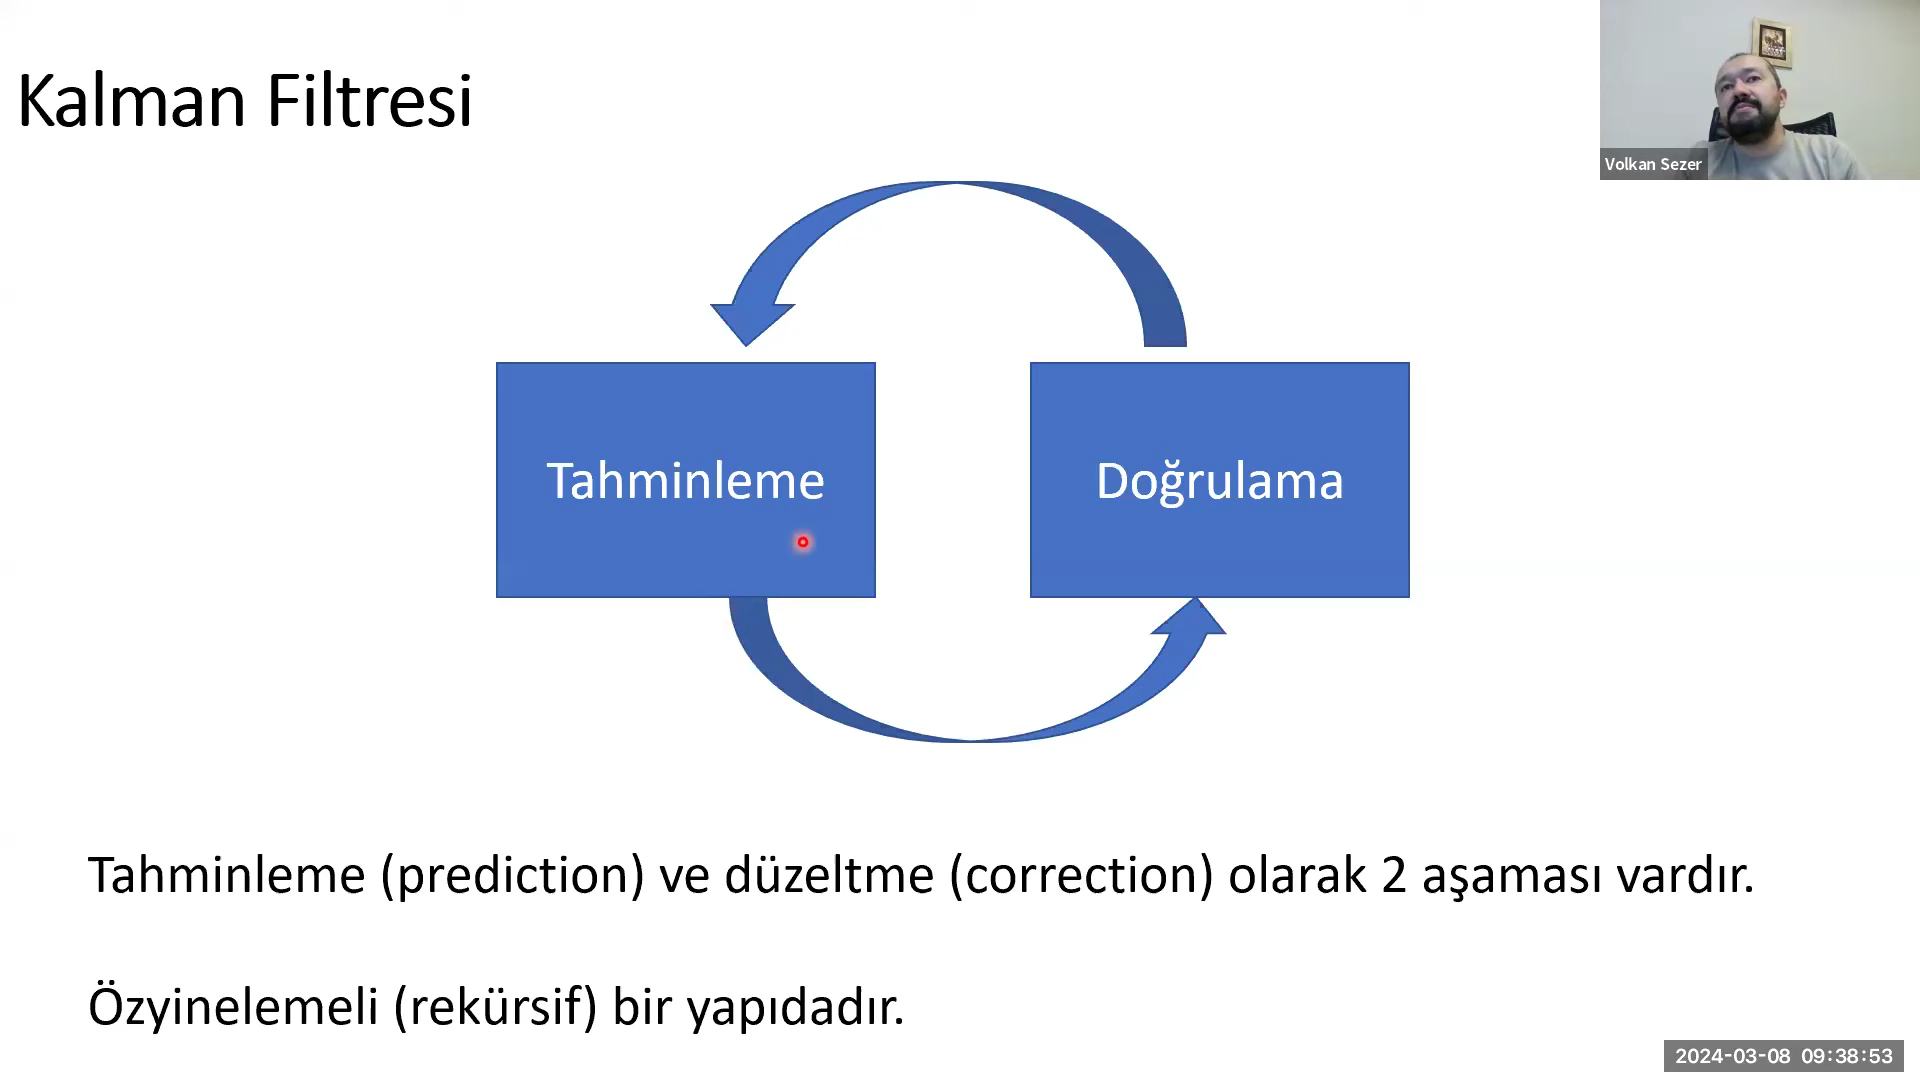 Kalman Filtresi
Volkan Sezer
Tahminleme
Doğrulama
Tahminleme (prediction) ve düzeltme (correction) olarak 2 aşaması vardır.
Özyinelemeli (rekürsif) bir yapıdadır.
2024-03-08 09:38:53